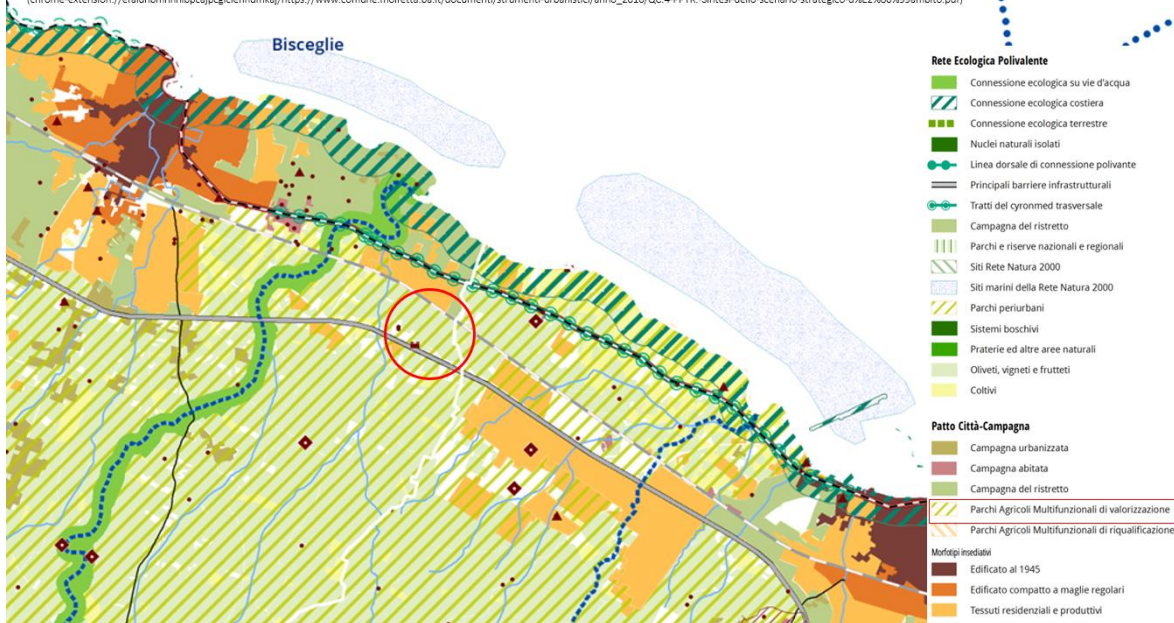 Bisceglie
Rete Ecologica Polivalente
Connessione ecologica su vie d'acqua
Connessione ecologica costiera
Connessione ecologica terrestre
Nuclei naturali isolati
Linea dorsale di connessione polivante
Principali barriere infrastrutturali
Tratti del cyronmed trasversale
Campagna del ristretto
Parchi e riserve nazionali e regionali
Siti Rete Natura 2000
Siti marini della Rete Natura 2000
Parchi periurbani
Sistemi boschivi
Praterie ed altre aree naturali
Oliveti, vigneti e frutteti
Coltivi
Patto Città-Campagna
Campagna urbanizzata
Campagna abitata
Campagna del ristretto
Parchi Agricoli Multifunzionali di valorizzazione
Parchi Agricoli Multifunzionali di riqualificazione
Morfotipi insediativi
Edificato al 1945
Edificato compatto a maglie regolari
Tessuti residenziali e produttivi